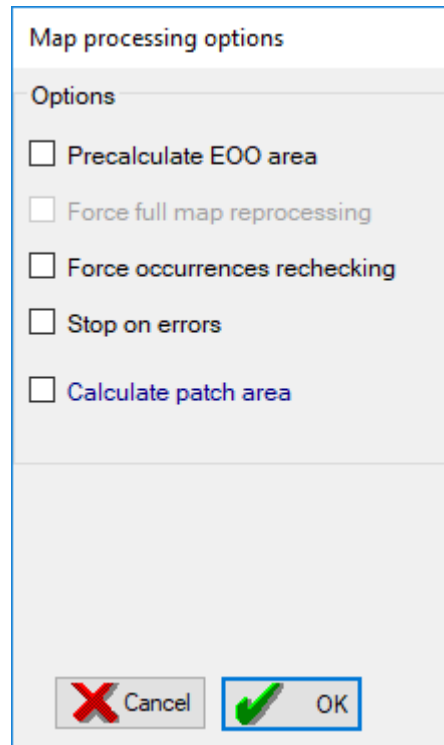 Map processing options
Options
Precalculate EOO area
Force full map reprocessing
Force occurrences rechecking
Stop on errors
Calculate patch area
Cancel
OK